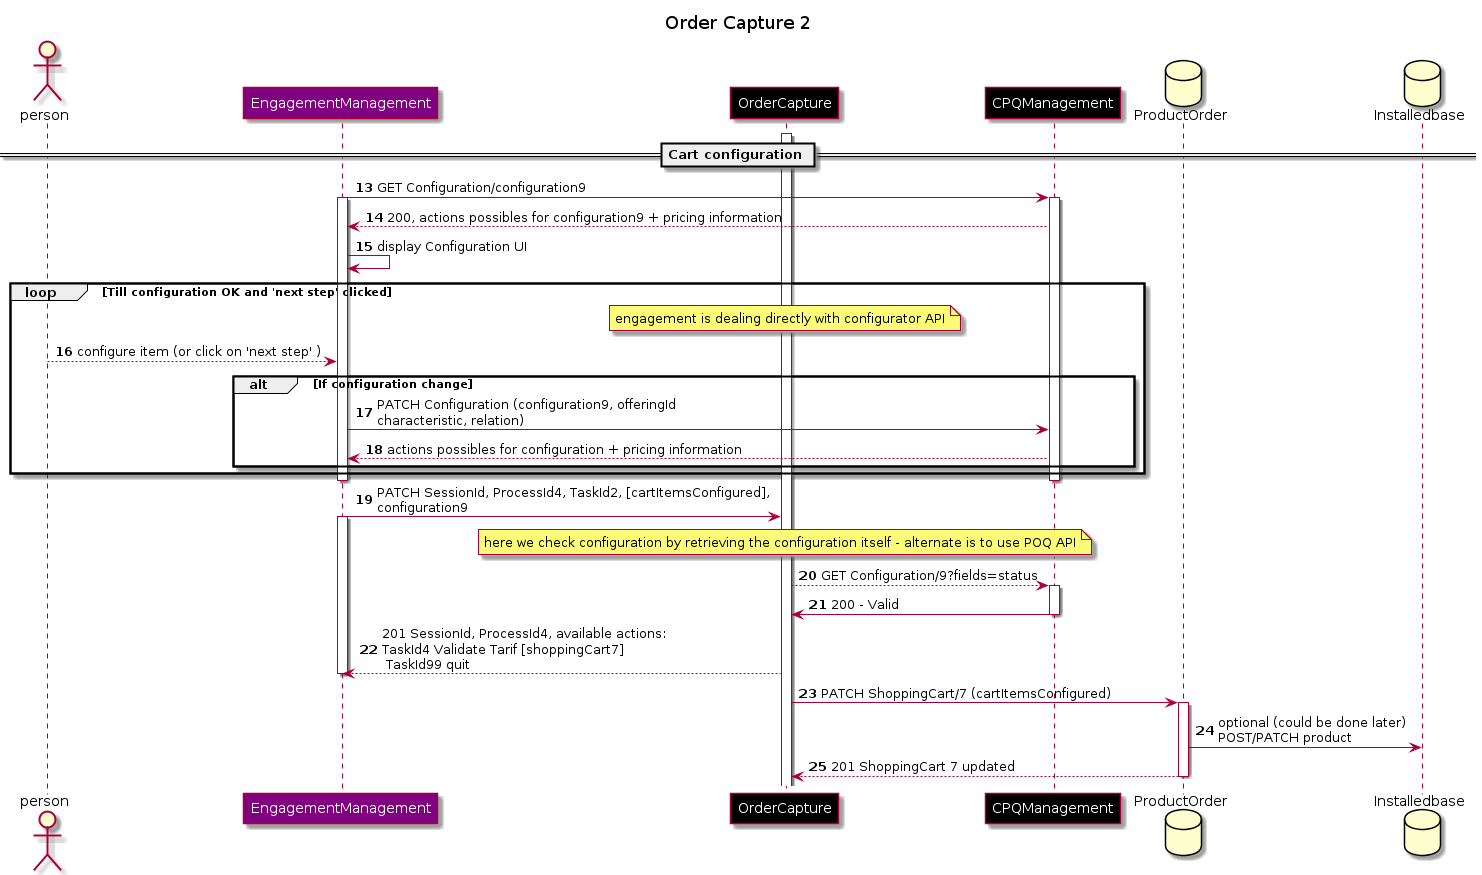 Order Capture 2
person
EngagementManagement
OrderCapture
CPQManagement
ProductOrder
Installedbase
Cart configuration
13 GET Configuration/configuration9
14 200, actions possibles for configuration9 + pricing information
15 display Configuration UI
loop [Till configuration OK and 'next step' clicked]
engagement is dealing directly with configurator API
16 configure item (or click on 'next step' )
alt [If configuration change]
17 PATCH Configuration (configuration9, offeringId
characteristic, relation)
18 actions possibles for configuration + pricing information
19 PATCH SessionId, ProcessId4, TaskId2, [cartItemsConfigured],
configuration9
here we check configuration by retrieving the configuration itself - alternate is to use POQ API
20 GET Configuration/9?fields=status
21 200 - Valid
201 SessionId, ProcessId4, available actions:
22 TaskId4 Validate Tarif [shoppingCart7]
TaskId99 quit
23 PATCH ShoppingCart/7 (cartItemsConfigured)
24 optional (could be done later)
POST/PATCH product
25 201 ShoppingCart 7 updated
person
EngagementManagement
OrderCapture
CPQManagement
ProductOrder
Installedbase